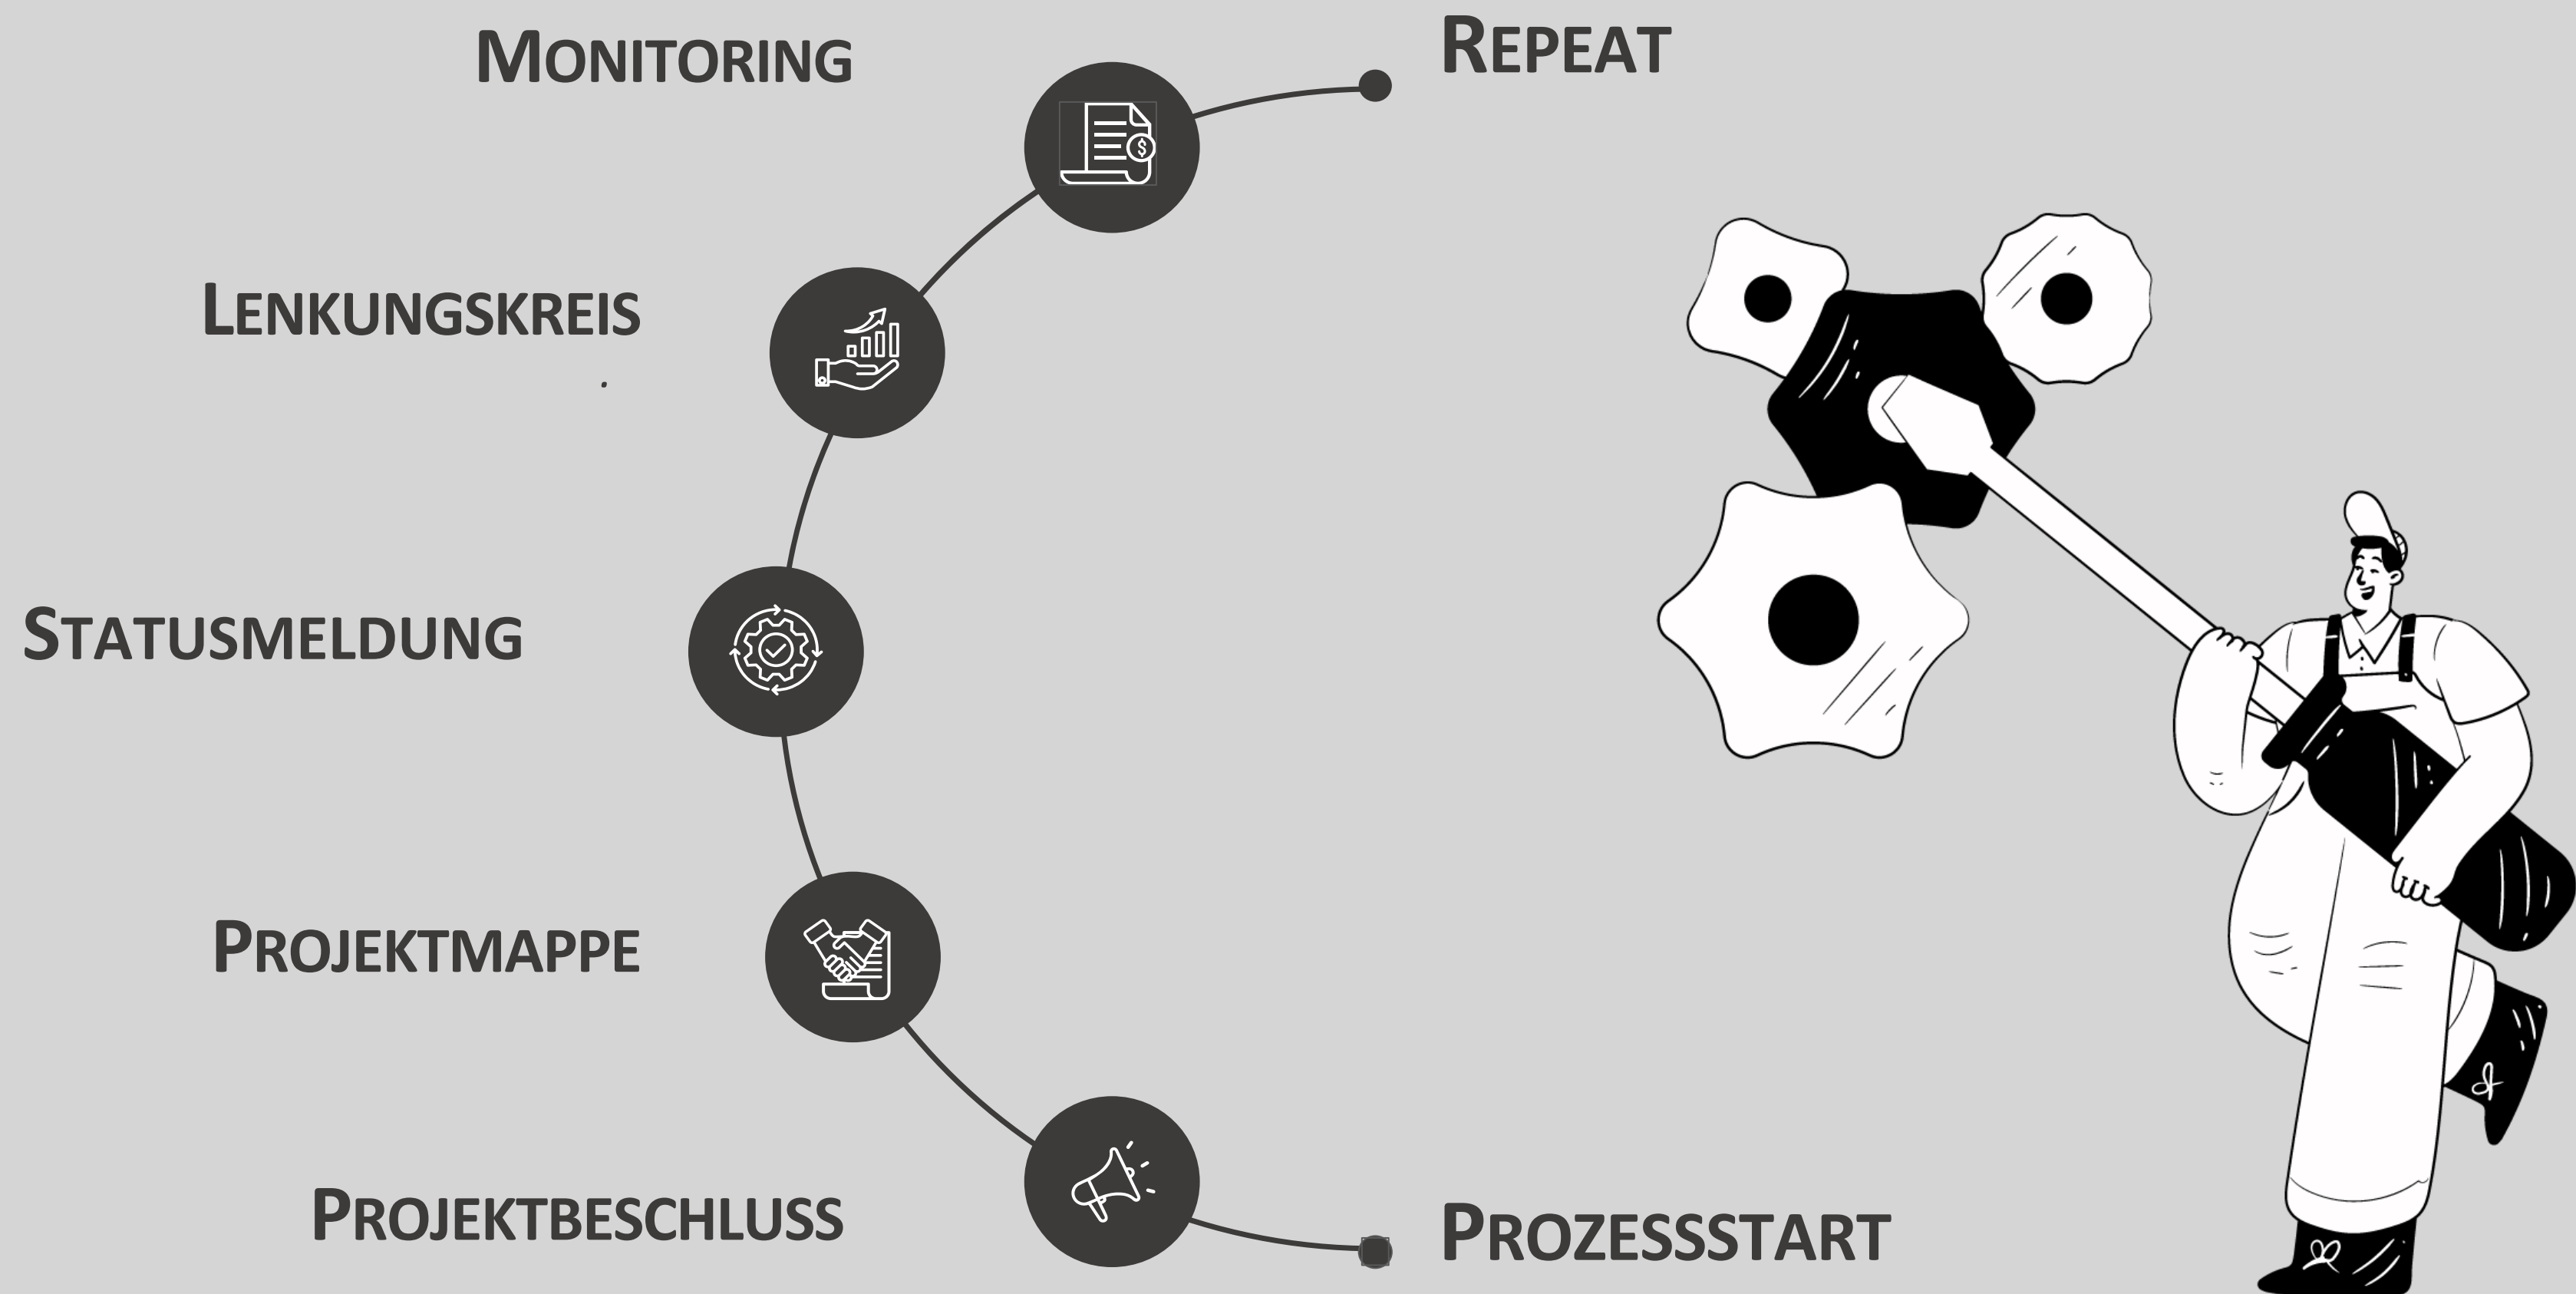 REPEAT
MONITORING
LENKUNGSKREIS
.
STATUSMELDUNG
PROJEKTMAPPE
PROJEKTBESCHLUSS
PROZESSSTART
$